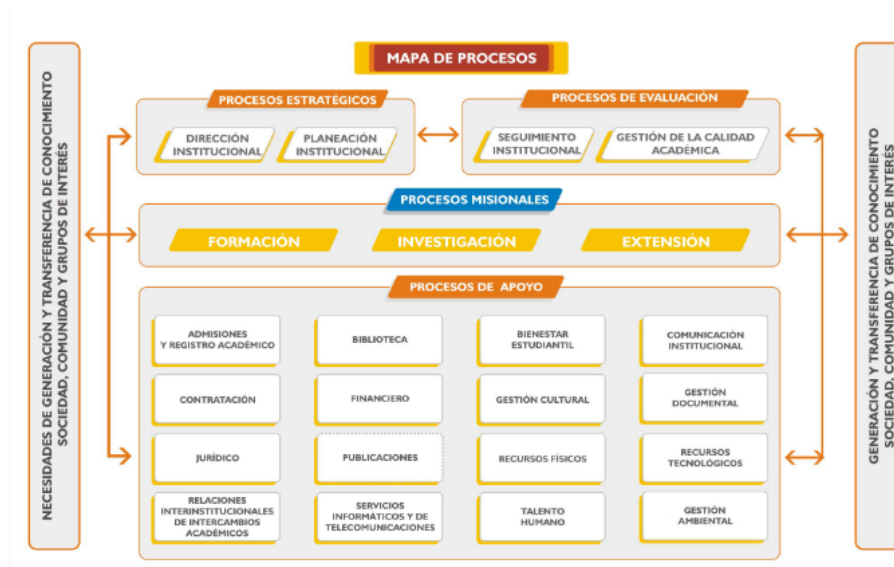 MAPA DE PROCESOS
NECESIDADES DE GENERACIÓN Y TRANSFERENCIA DE CONOCIMIENTO
SOCIEDAD, COMUNIDAD Y GRUPOS DE INTERÉS
PROCESOS ESTRATÉGICOS
DIRECCIÓN
INSTITUCIONAL
PLANEACIÓN
INSTITUCIONAL
PROCESOS DE EVALUACIÓN
SEGUIMIENTO
INSTITUCIONAL
GESTIÓN DE LA CALIDAD
ACADÉMICA
PROCESOS MISIONALES
FORMACIÓN
INVESTIGACIÓN
EXTENSIÓN
PROCESOS DE APOYO
ADMISIONES
Y REGISTRO ACADÉMICO
BIBLIOTECA
BIENESTAR
ESTUDIANTIL
COMUNICACIÓN
INSTITUCIONAL
CONTRATACIÓN
FINANCIERO
GESTIÓN CULTURAL
GESTIÓN
DOCUMENTAL
JURÍDICO
PUBLICACIONES
RECURSOS FÍSICOS
RECURSOS
TECNOLÓGICOS
RELACIONES
INTERINSTITUCIONALES
DE INTERCAMBIOS
ACADÉMICOS
SERVICIOS
INFORMÁTICOS Y DE
TELECOMUNICACIONES
TALENTO
HUMANO
GESTIÓN
AMBIENTAL
GENERACIÓN Y TRANSFERENCIA DE CONOCIMIENTO
SOCIEDAD, COMUNIDAD Y GRUPOS DE INTERÉS